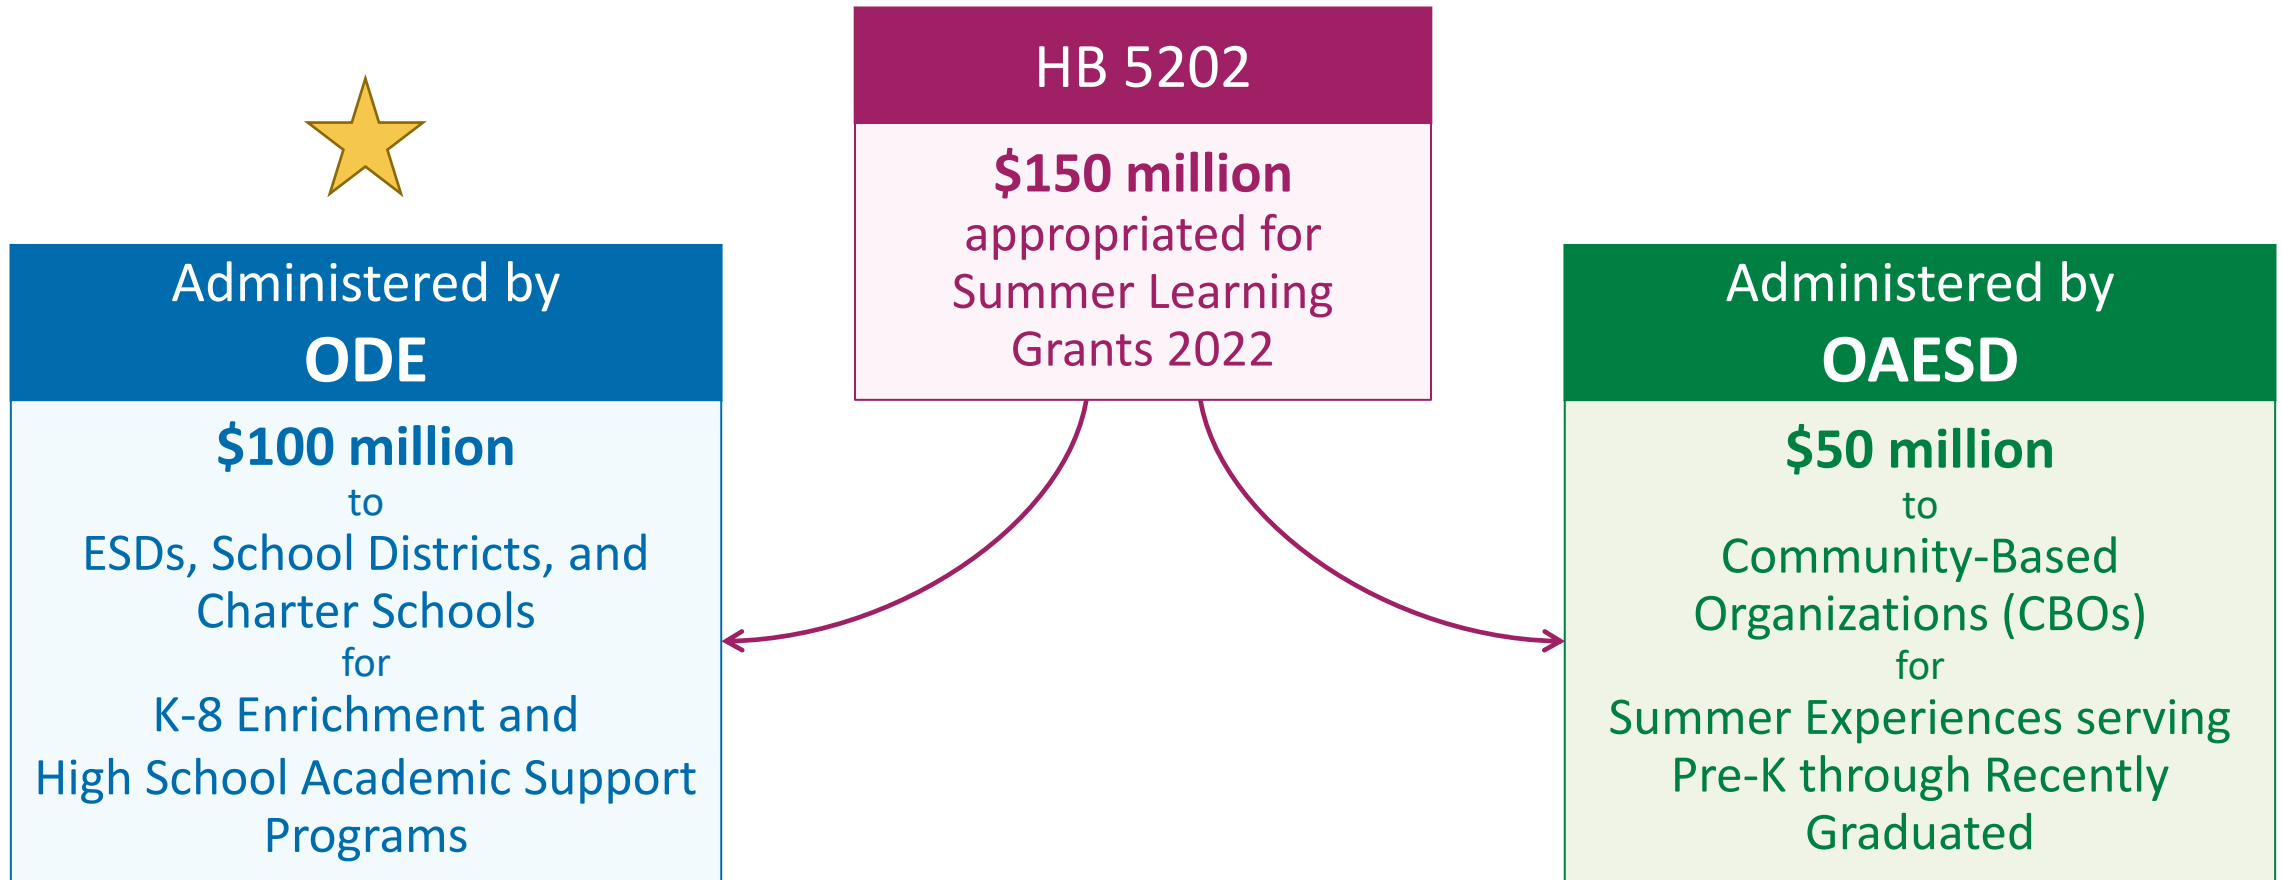 HB 5202
$150 million
appropriated for
Summer Learning
Grants 2022
Administered by
ODE
$100 million
to
ESDs, School Districts, and
Charter Schools
for
K-8 Enrichment and
High School Academic Support
Programs
Administered by
OAESD
$50 million
to
Community-Based
Organizations (CBOs)
for
Summer Experiences serving
Pre-K through Recently
Graduated